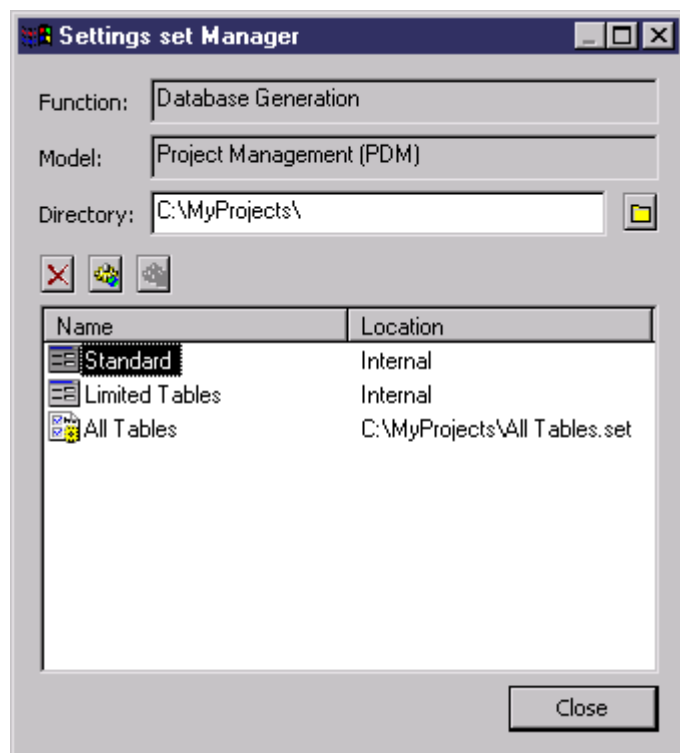 Settings set Manager
Function: Database Generation
Model: Project Management (PDM)
Directory: C:\MyProjects\
Name Location
Standard Internal
Limited Tables Internal
All Tables C:\MyProjects\All Tables.set
Close